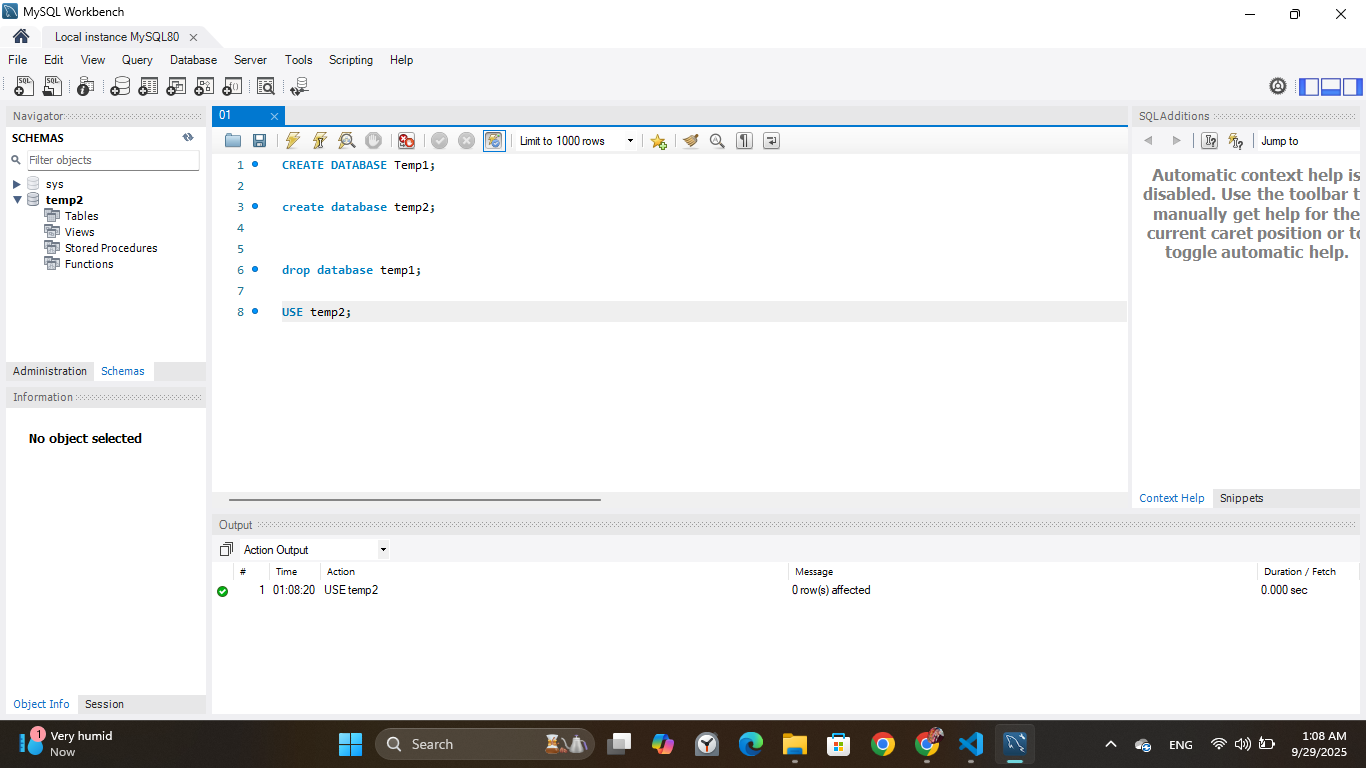 MySQL Workbench
Local instance MySQL80
File Edit View Query Database Server Tools Scripting Help
Navigator
SCHEMAS
Filter objects
sys
temp2
Tables
Views
Stored Procedures
Functions
Administration Schemas
Information
No object selected
Object Info Session
01
Limit to 1000 rows
1 CREATE DATABASE Temp1;
2
3 create database temp2;
4
5
6 drop database temp1;
7
8 USE temp2;
SQLAdditions
Jump to
Automatic context help is
disabled. Use the toolbar t
manually get help for the
current caret position or to
toggle automatic help.
Context Help Snippets
Output
Action Output
# Time Action Message Duration / Fetch
1 01:08:20 USE temp2 0 row(s) affected 0.000 sec
1
Very humid
Now
Search
ENG
1:08 AM
9/29/2025